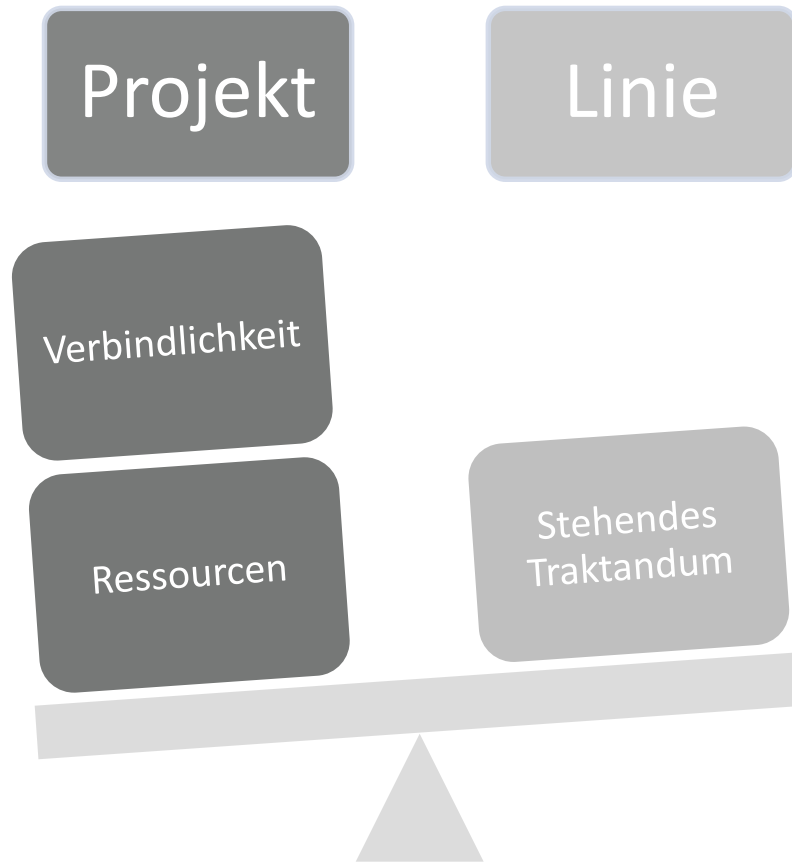 Projekt
Linie
Verbindlichkeit
Ressourcen
Stehendes
Traktandum